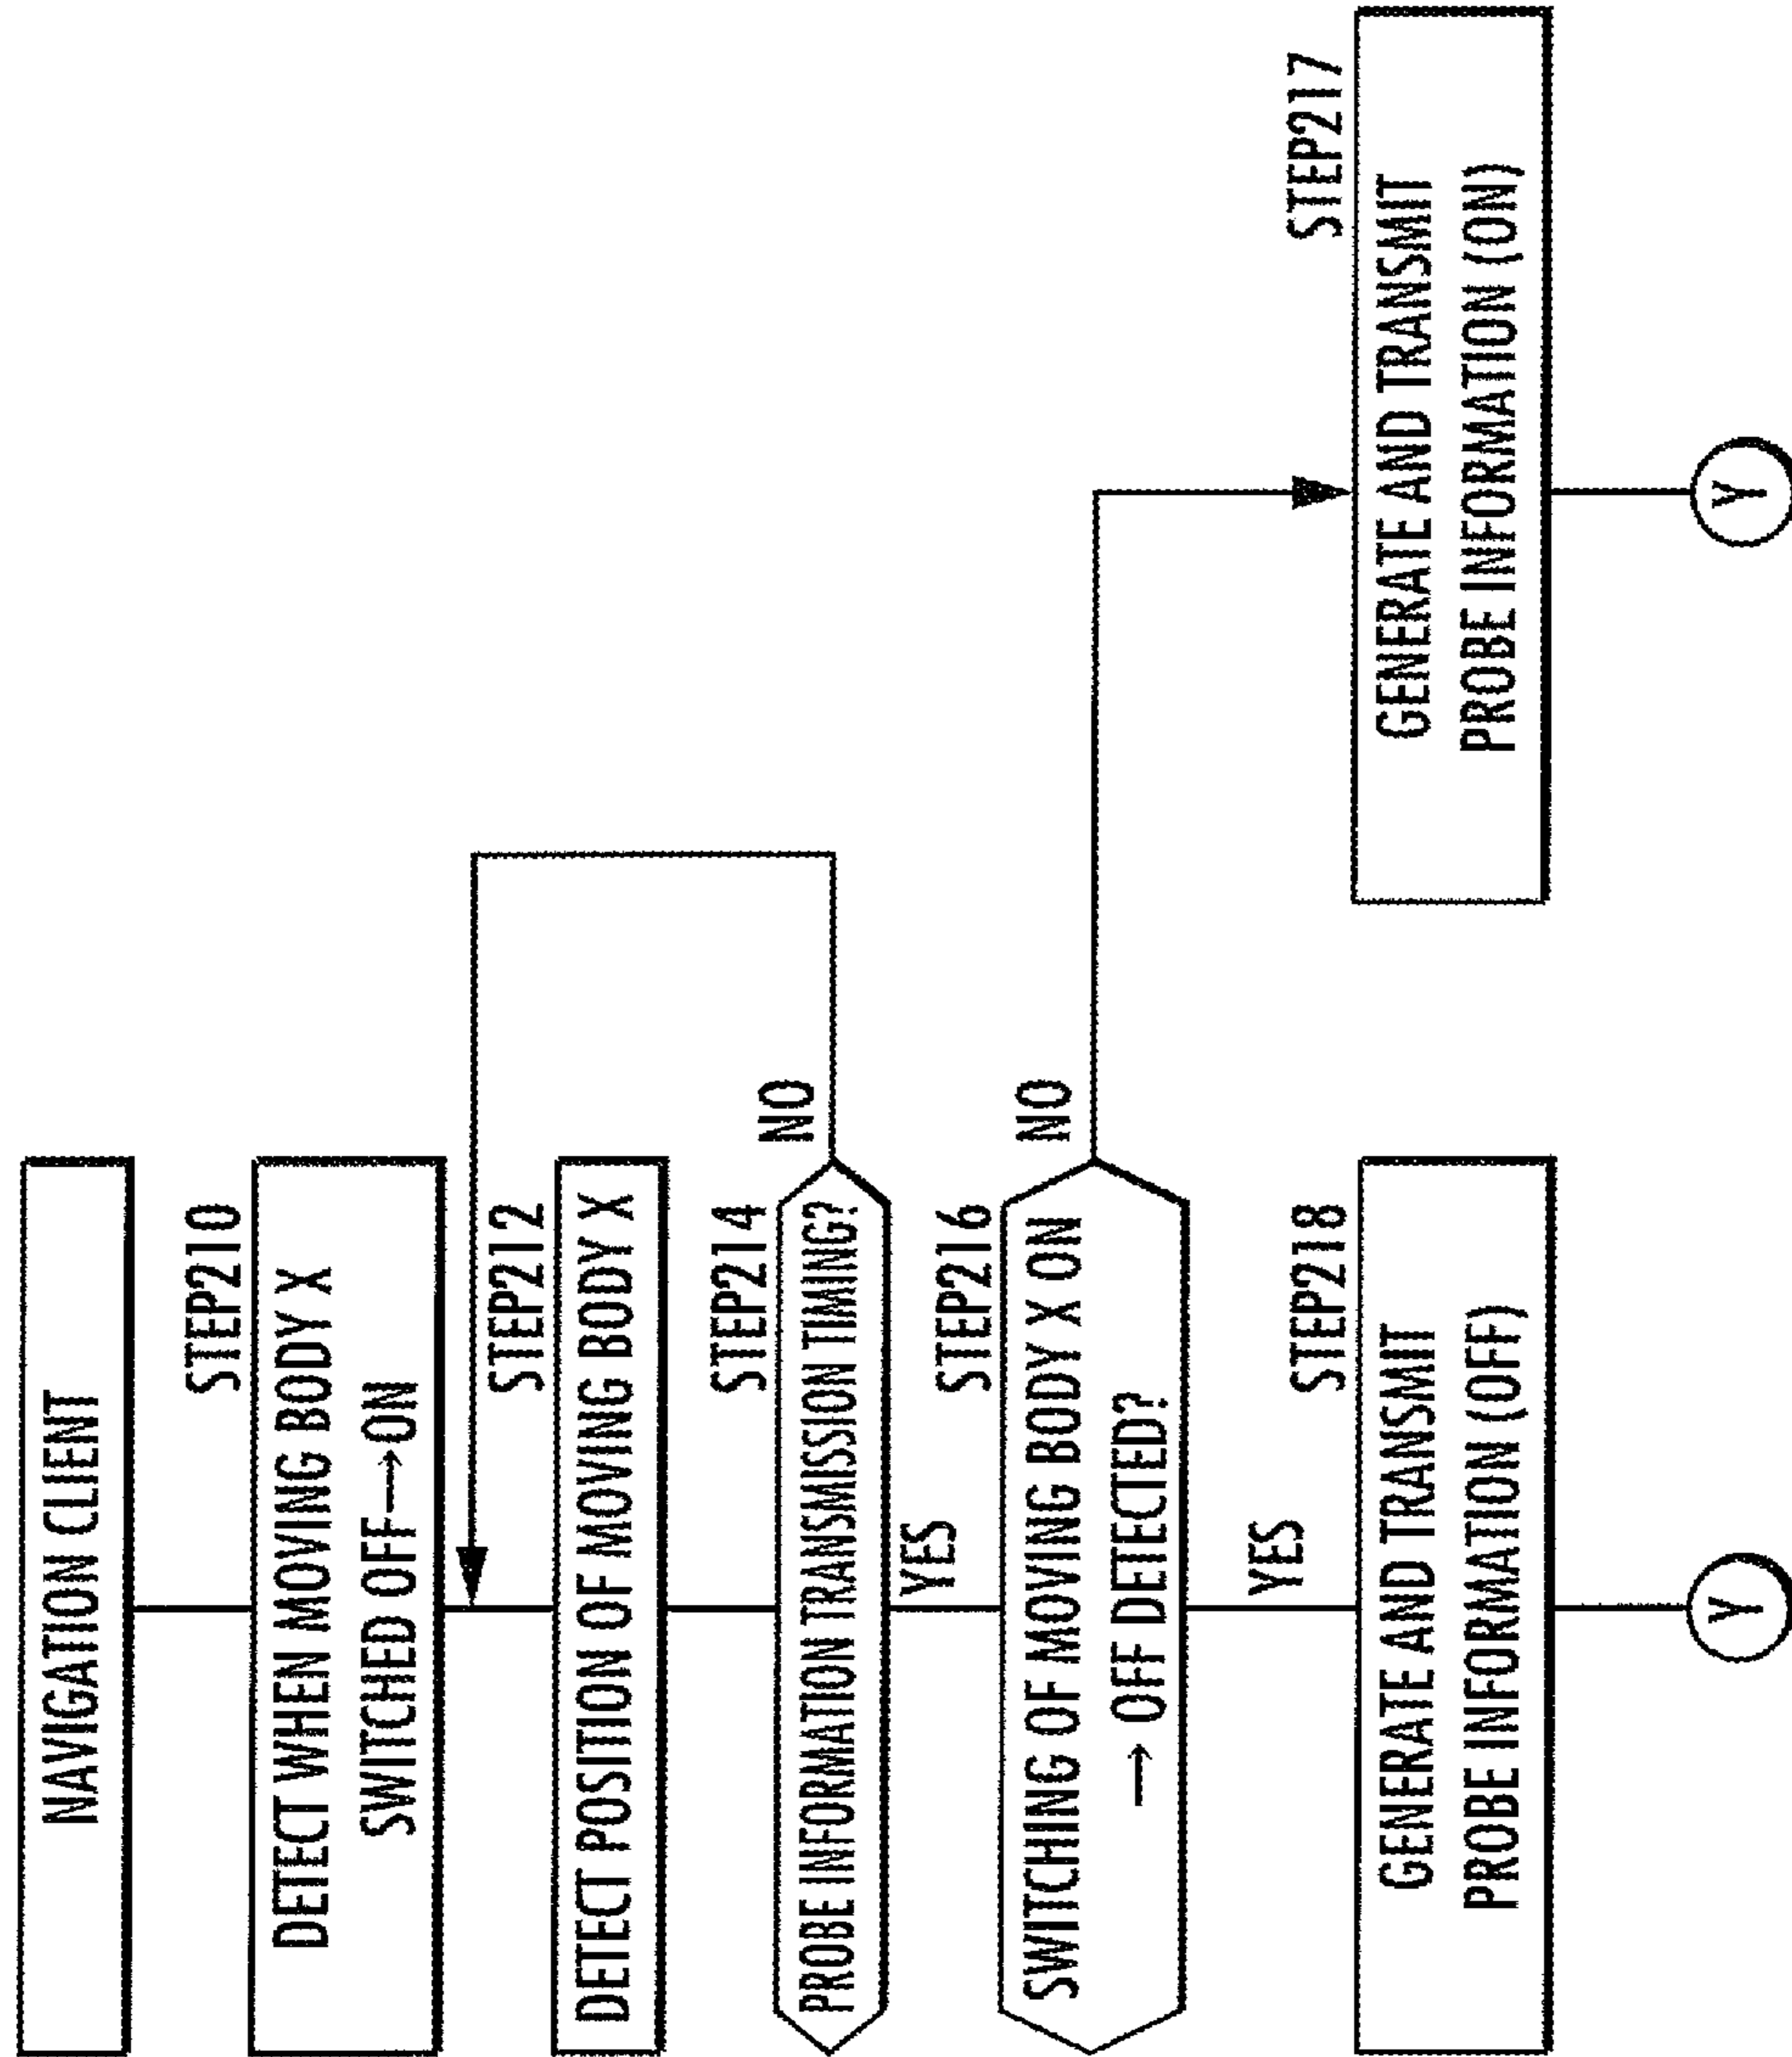 NAVIGATION CLIENT
STEP210
DETECT WHEN MOVING BODY X
SWITCHED OFF→ON
STEP212
DETECT POSITION OF MOVING BODY X
STEP214
PROBE INFORMATION TRANSMISSION TIMING?
NO
YES
STEP216
SWITCHING OF MOVING BODY X ON
→ OFF DETECTED?
NO
YES
STEP218
GENERATE AND TRANSMIT
PROBE INFORMATION (OFF)
Y
STEP217
GENERATE AND TRANSMIT
PROBE INFORMATION (ON)
Y